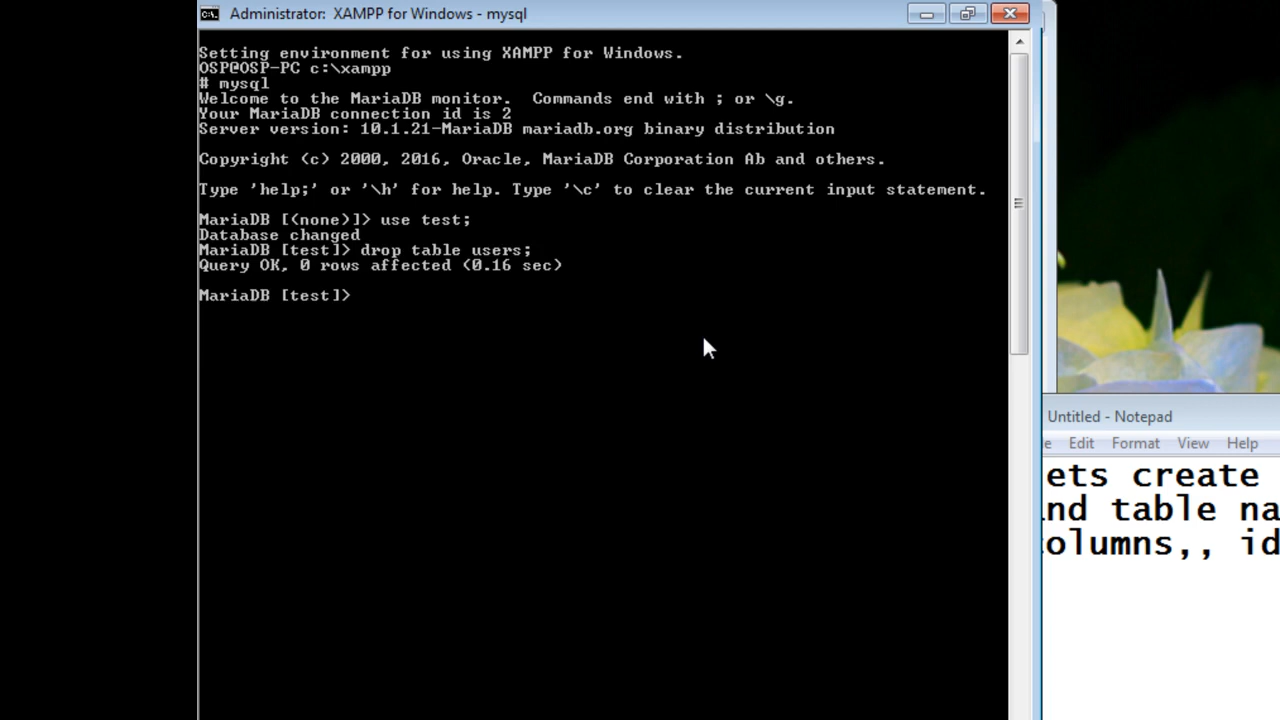 Administrator: XAMPP for Windows - mysql
Setting environment for using XAMPP for Windows.
OSP@OSP-PC c:\xampp
# mysql
Welcome to the MariaDB monitor.  Commands end with ; or \g.
Your MariaDB connection id is 2
Server version: 10.1.21-MariaDB mariadb.org binary distribution
Copyright (c) 2000, 2016, Oracle, MariaDB Corporation Ab and others.
Type 'help;' or '\h' for help. Type '\c' to clear the current input statement.
MariaDB [(none)]> use test;
Database changed
MariaDB [test]> drop table users;
Query OK, 0 rows affected (0.16 sec)
MariaDB [test]>
Untitled - Notepad
Edit Format View Help
ets create
nd table na
olumns,, id